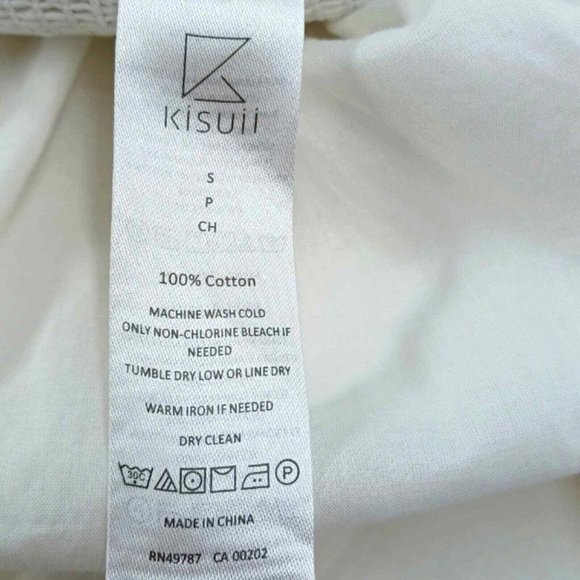 Kisuii
S
P
CH
100% Cotton
MACHINE WASH COLD
ONLY NON-CHLORINE BLEACH IF
NEEDED
TUMBLE DRY LOW OR LINE DRY
WARM IRON IF NEEDED
DRY CLEAN
30C P
MADE IN CHINA
RN49787 CA 00202